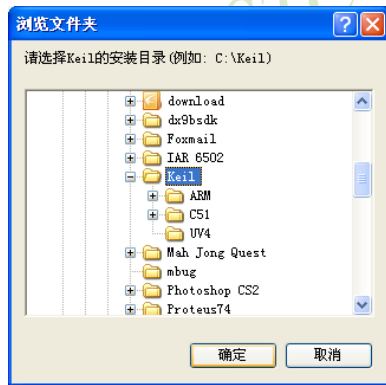 浏览文件夹
请选择Keil的安装目录(例如: C:\Keil)
download
dx9bsdk
Foxmail
IAR 6502
Keil
ARM
C51
UV4
Mah Jong Quest
mbug
Photoshop CS2
Proteus74
确定 取消